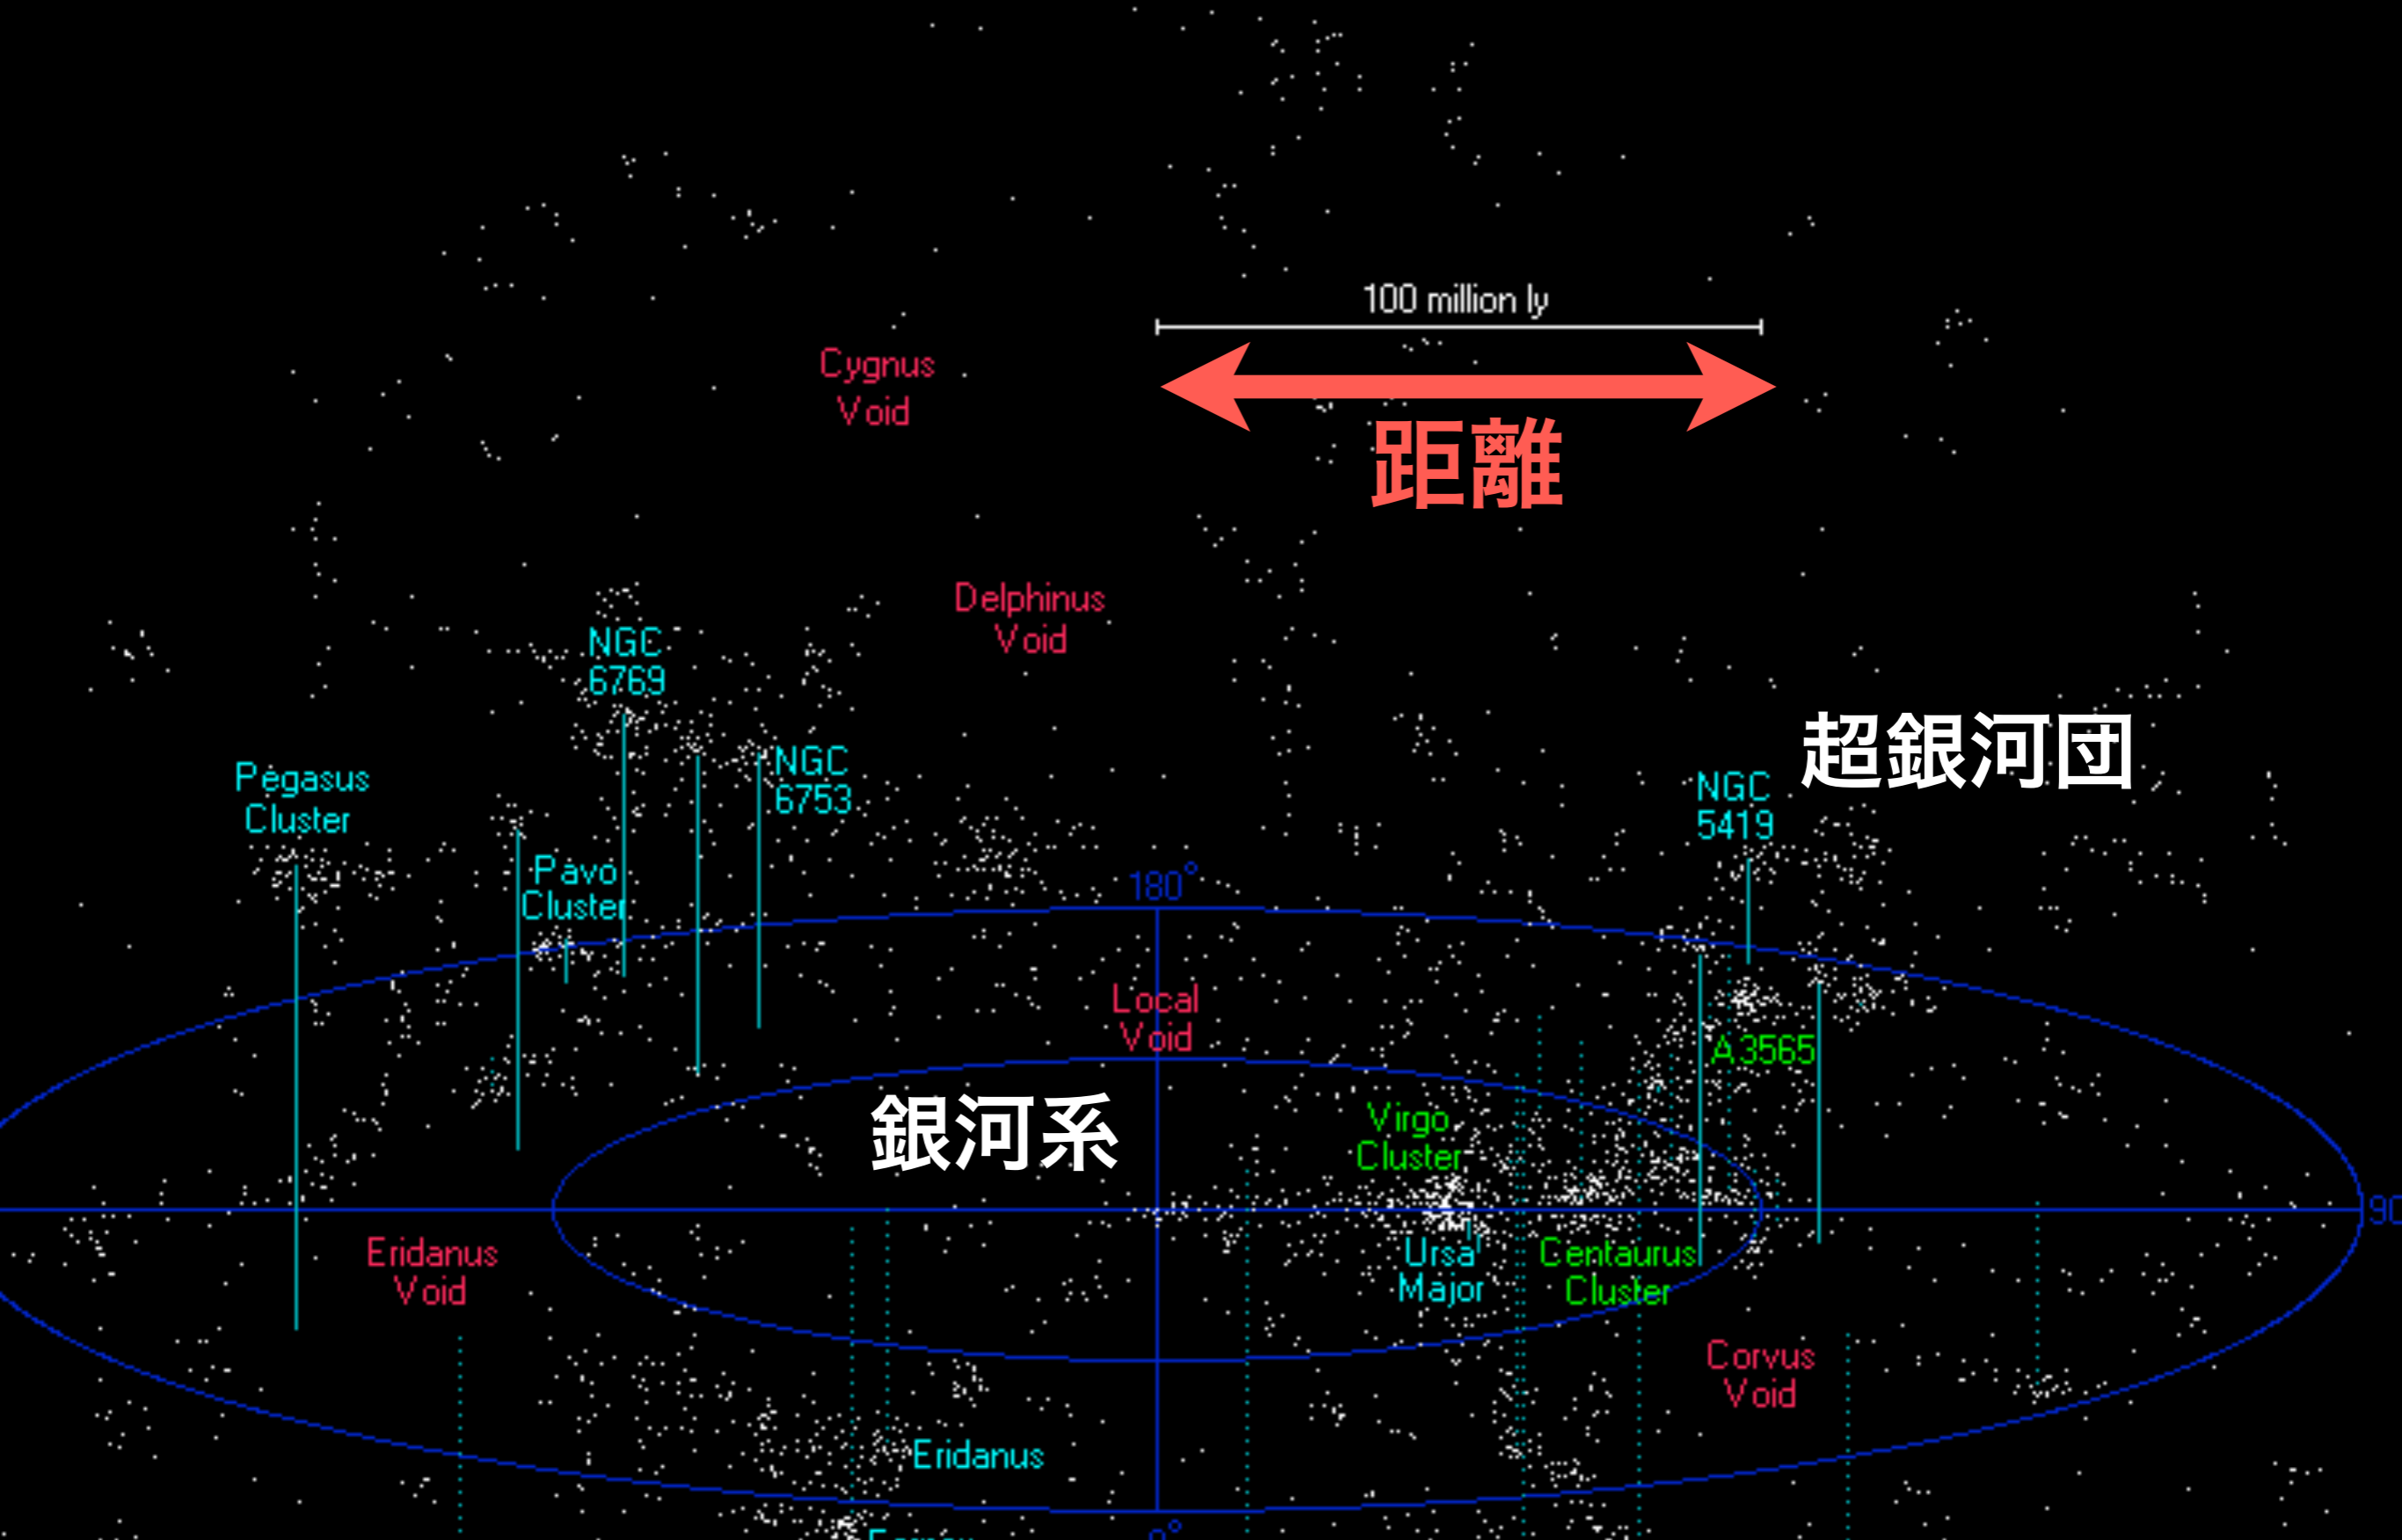 100 million ly
Cygnus
Void
距離
Delphinus
Void
NGC
6769
超銀河団
NGC
6753
Pegasus
Cluster
NGC
5419
Pavo
Cluster
180°
Local
Void
A3565
銀河系
Virgo
Cluster
Eridanus
Void
Ursa
Major
Centaurus
Cluster
Corvus
Void
Eridanus
0°